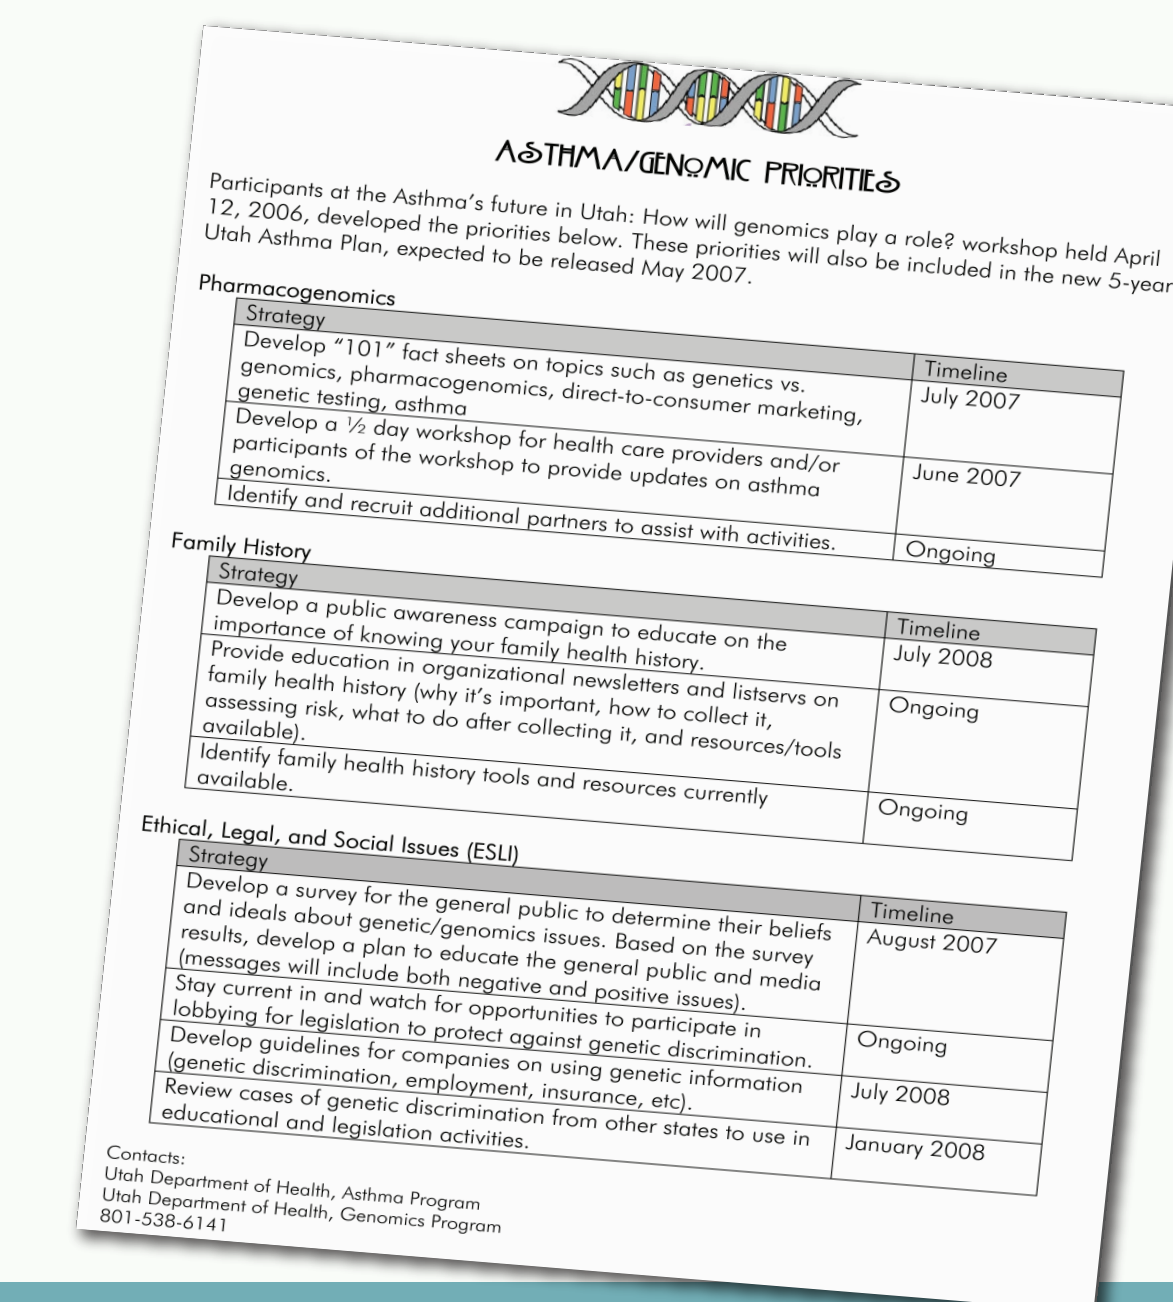 ASTHMA/GENOMIC PRIORITIES
Participants at the Asthma's future in Utah: How will genomics play a role? workshop held April
12, 2006, developed the priorities below. These priorities will also be included in the new 5-year
Utah Asthma Plan, expected to be released May 2007.
Pharmacogenomics
Strategy
Timeline
Develop "101" fact sheets on topics such as genetics vs.
genomics, pharmacogenomics, direct-to-consumer marketing,
genetic testing, asthma
July 2007
Develop a ½ day workshop for health care providers and/or
participants of the workshop to provide updates on asthma
genomics.
June 2007
Identify and recruit additional partners to assist with activities.
Ongoing
Family History
Strategy
Timeline
Develop a public awareness campaign to educate on the
importance of knowing your family health history.
July 2008
Provide education in organizational newsletters and listservs on
family health history (why it's important, how to collect it,
assessing risk, what to do after collecting it, and resources/tools
available).
Ongoing
Identify family health history tools and resources currently
available.
Ongoing
Ethical, Legal, and Social Issues (ESLI)
Strategy
Timeline
Develop a survey for the general public to determine their beliefs
and ideals about genetic/genomics issues. Based on the survey
results, develop a plan to educate the general public and media
(messages will include both negative and positive issues).
August 2007
Stay current in and watch for opportunities to participate in
lobbying for legislation to protect against genetic discrimination.
Ongoing
Develop guidelines for companies on using genetic information
(genetic discrimination, employment, insurance, etc).
July 2008
Review cases of genetic discrimination from other states to use in
educational and legislation activities.
January 2008
Contacts:
Utah Department of Health, Asthma Program
Utah Department of Health, Genomics Program
801-538-6141